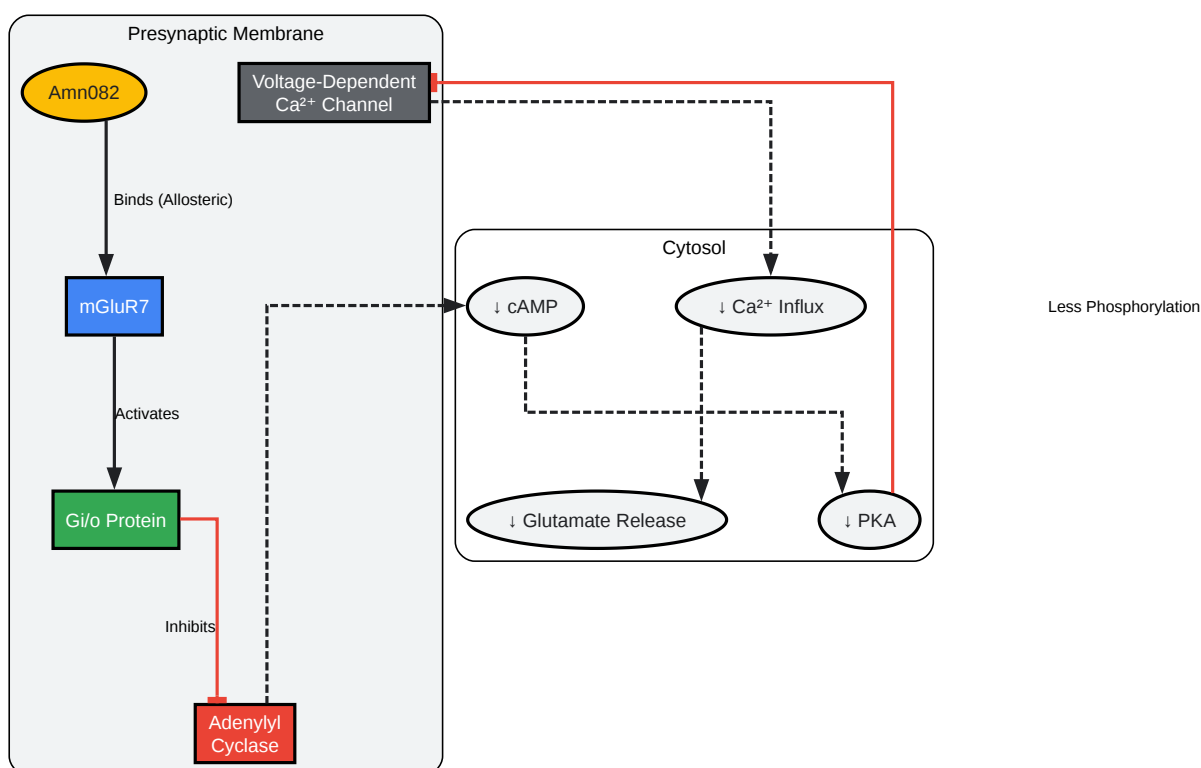 Presynaptic Membrane
Amn082
Voltage-Dependent
Ca²⁺ Channel
Binds (Allosteric)
Cytosol
mGluR7
↓ cAMP
↓ Ca²⁺ Influx
Less Phosphorylation
Activates
Gi/o Protein
↓ Glutamate Release
↓ PKA
Inhibits
Adenylyl
Cyclase